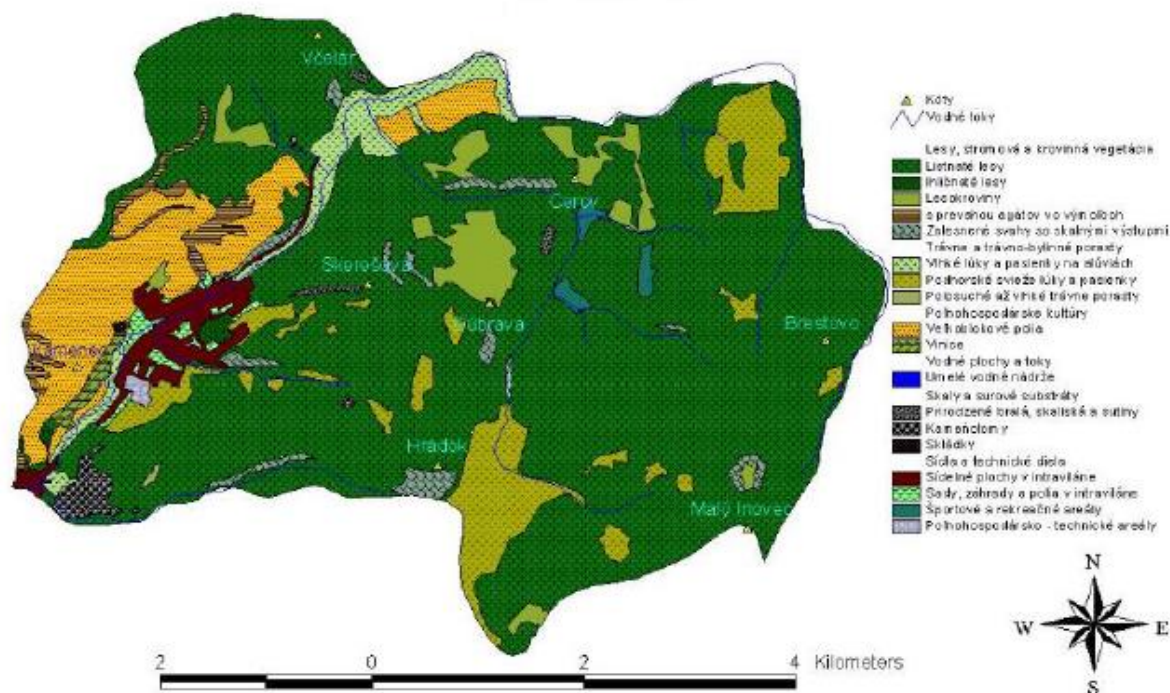 Včelár
Cerov
Skerešová
Dúbrava
Brestovo
Kamenec
Hrádok
Malý Inovec
Kóty
Vodné toky
Lesy, stromová a krovinná vegetácia
Listnaté lesy
Ihličnaté lesy
Lesokroviny
s prevahou agátov vo výmoľoch
Zalesnené svahy so skalnými výstupmi
Trávne a trávno-bylinné porasty
Vlhké lúky a pasienky na alúviách
Podhorské svieže lúky a pasienky
Polosuché až vlhké trávne porasty
Poľnohospodárske kultúry
Veľkoblokové polia
Vinice
Vodné plochy a toky
Umelé vodné nádrže
Skaly a surové substráty
Prirodzené bralá, skaliská a sutiny
Kameňolomy
Skládky
Sídla a technické diela
Sídelné plochy v intraviláne
Sady, záhrady a polia v intraviláne
Športové a rekreačné areály
Poľnohospodársko - technické areály
N
W
E
S
2 0 2 4 Kilometers